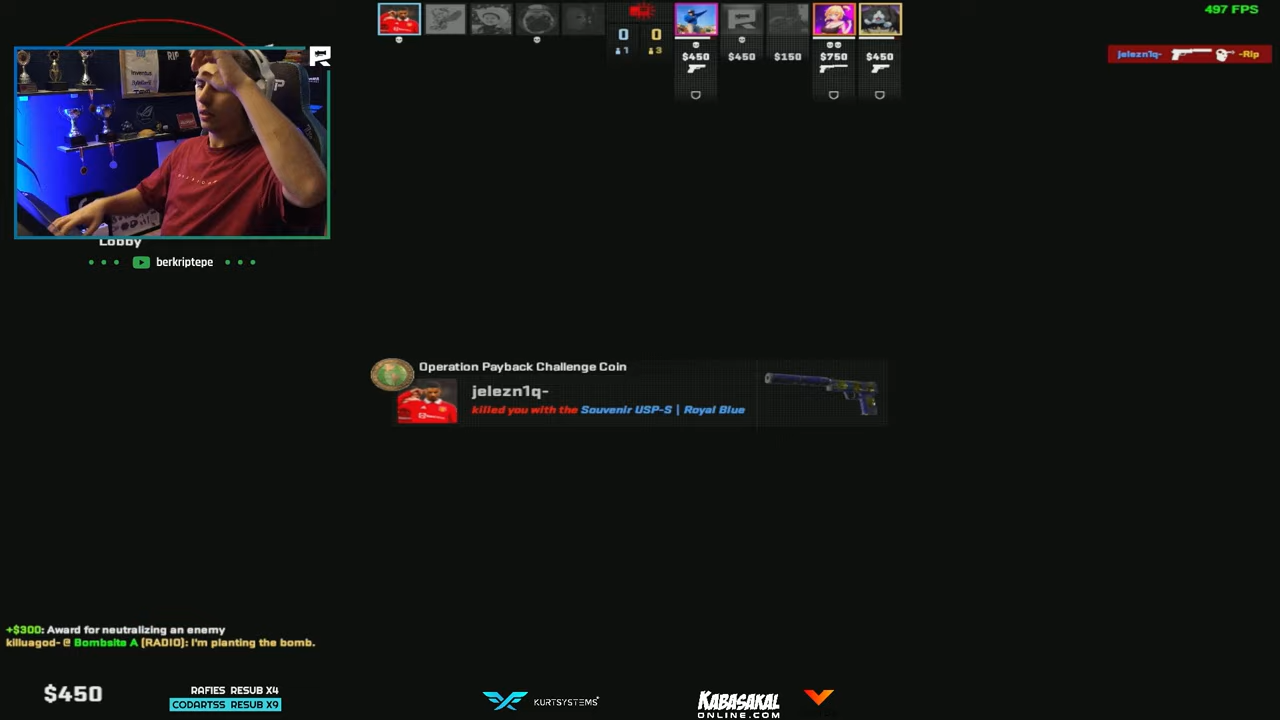 497 FPS
0 0
1 3
$450 $450 $150 $750 $450
jelezn1q- -Rip
Lobby
berkriptepe
Operation Payback Challenge Coin
jelezn1q-
killed you with the Souvenir USP-S | Royal Blue
+$300: Award for neutralizing an enemy
killuagod- @ Bombsite A (RADIO): I'm planting the bomb.
$450
RAFIES RESUB X4
CODARTSS RESUB X9
KURTSYSTEMS
KABASAKAL
ONLINE.COM